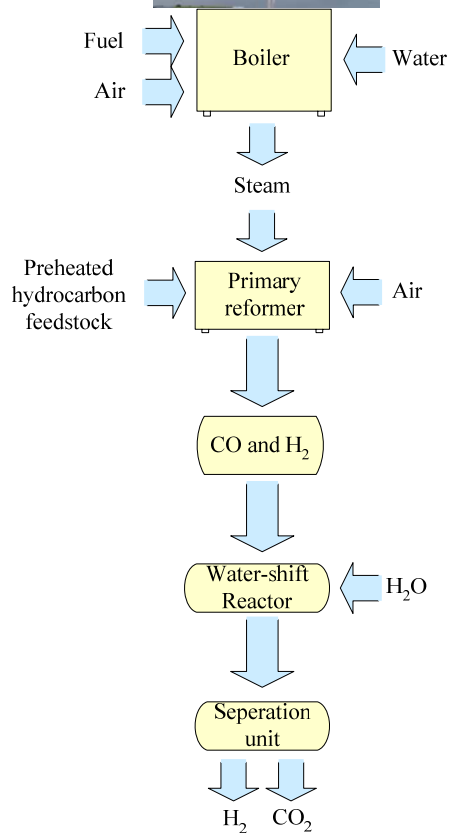 Fuel
Boiler
Water
Air
Steam
Preheated
hydrocarbon
feedstock
Primary
reformer
Air
CO and H₂
Water-shift
Reactor
H₂O
Seperation
unit
H₂
CO₂